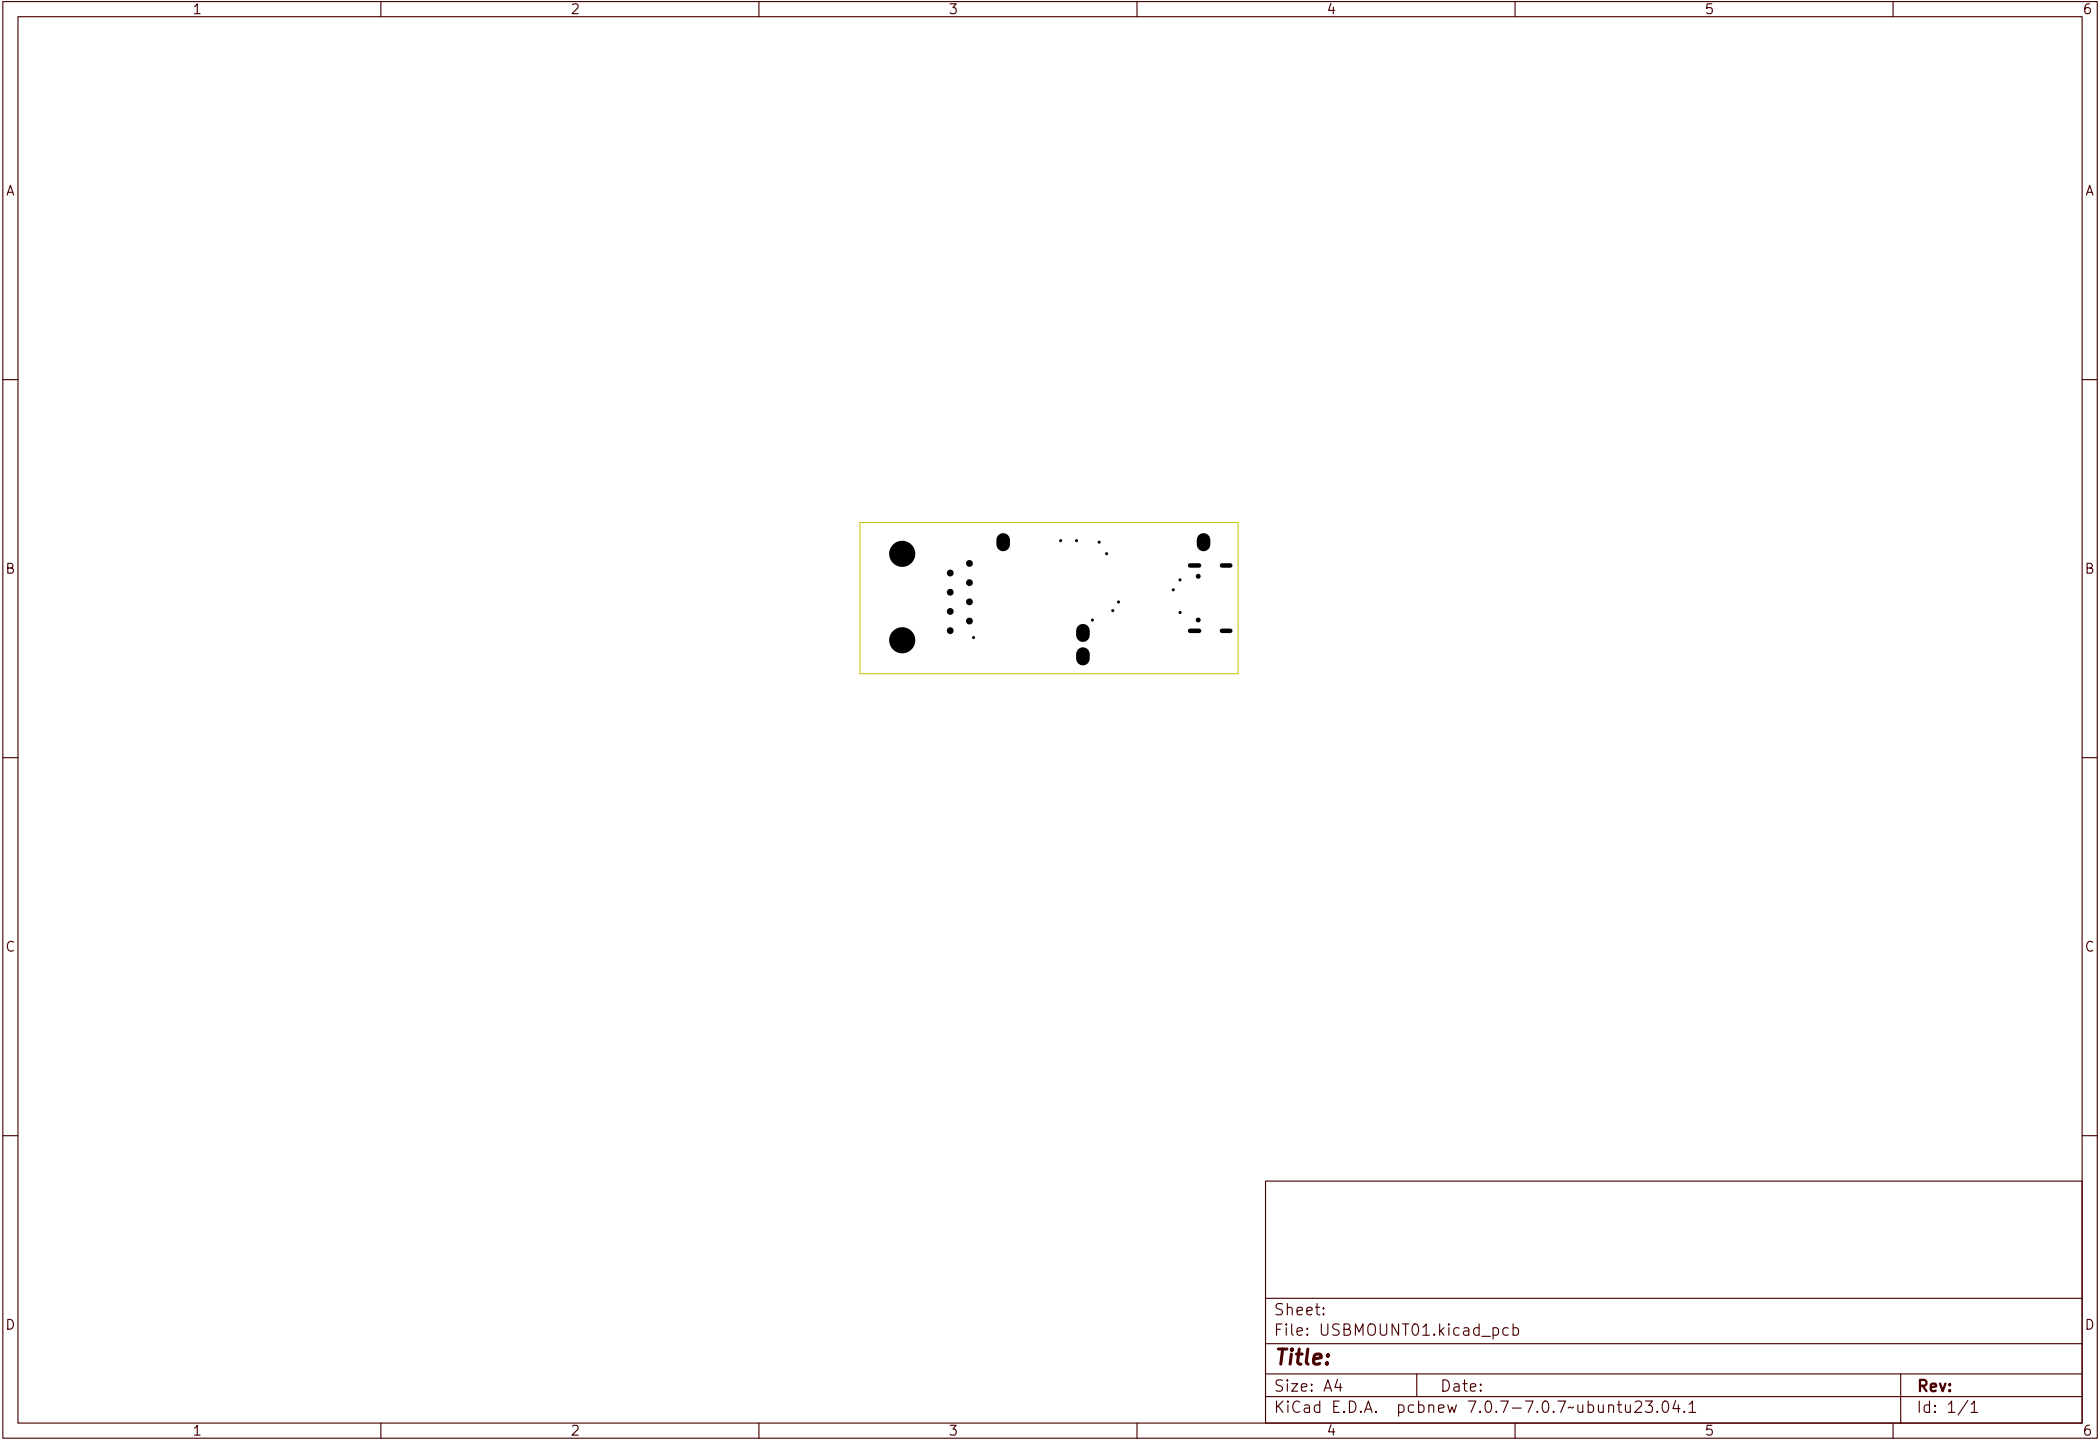 1 2 3 4 5 6
A A
B B
C C
Sheet:
D D
File: USBMOUNT01.kicad_pcb
Title:
Size: A4 Date: Rev:
KiCad E.D.A. pcbnew 7.0.7-7.0.7~ubuntu23.04.1 Id: 1/1
1 2 3 4 5 6